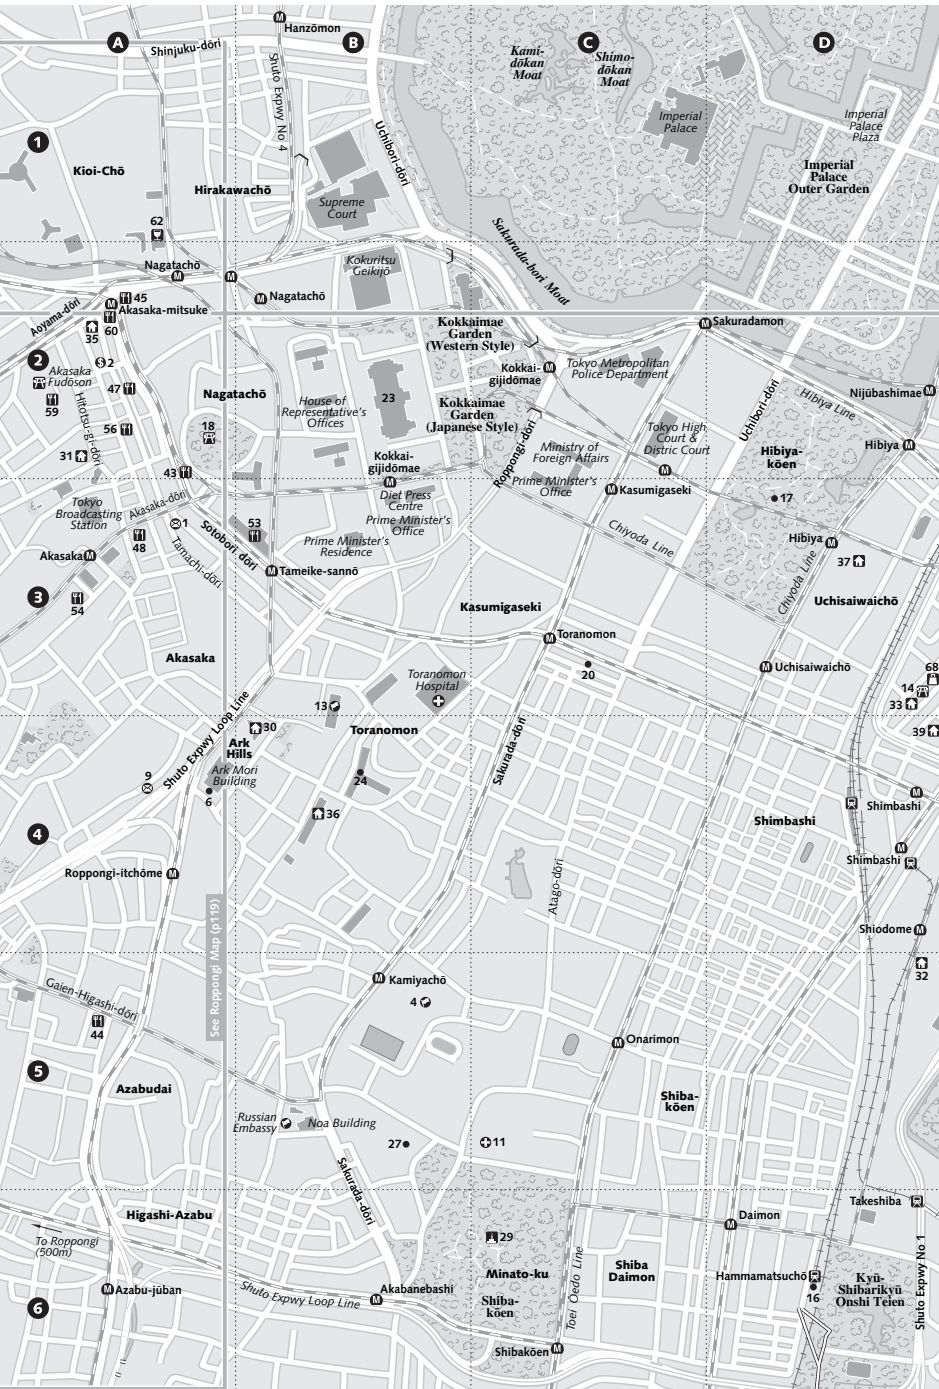 A
B
C
D
Hanzōmon
Shinjuku-dōri
Shuto Expwy No 4
Kami-
dōkan
Moat
Shimo-
dōkan
Moat
Imperial
Palace
Imperial
Palace
Plaza
1
Kioi-Chō
Uchibori-dōri
Imperial
Palace
Outer Garden
Hirakawachō
Supreme
Court
62
Sakurada-bori Moat
Nagatachō
Kokuritsu
Geikijō
Nagatachō
45
Akasaka-mitsuke
Aoyama-dōri
60
35
Kokkaimae
Garden
(Western Style)
Sakuradamon
2
2
Akasaka
Fudōson
Kokkai-
gijidōmae
Tokyo Metropolitan
Police Department
Uchibori-dōri
Nijūbashimae
Hibiya Line
47
59
Hitotsu-gi-dōri
Nagatachō
23
House of
Representative's
Offices
Kokkaimae
Garden
(Japanese Style)
Roppongi-dōri
56
18
Tokyo High
Court &
Distric Court
Hibiya-
kōen
Hibiya
31
43
Kokkai-
gijidōmae
Ministry of
Foreign Affairs
Prime Minister's
Office
Kasumigaseki
17
Diet Press
Centre
Prime Minister's
Office
Tokyo
Broadcasting
Station
Akasaka-dōri
1
Sotobori dōri
53
Prime Minister's
Residence
Chiyoda Line
Hibiya
48
Tamachi-dōri
Akasaka
Tameike-sannō
37
Chiyoda Line
3
54
Kasumigaseki
Uchisaiwaichō
Toranomon
Akasaka
20
Uchisaiwaichō
68
14
33
Toranomon
Hospital
13
30
Toranomon
39
Shuto Expwy Loop Line
Ark
Hills
Sakurada-dōri
9
Ark Mori
Building
6
24
Shimbashi
36
Shimbashi
4
Shimbashi
Roppongi-itchōme
Atago-dōri
See Roppongi Map (p119)
Shiodome
32
Kamiyachō
Gaien-Higashi-dōri
4
44
Onarimon
5
Azabudai
Shiba-
kōen
Russian
Embassy
Noa Building
27
11
Sakurada-dōri
Takeshiba
Higashi-Azabu
Daimon
To Roppongi
(500m)
29
Toei Oedo Line
Shiba
Daimon
Shuto Expwy No 1
Minato-ku
Hammamatsuchō
Kyū-
Shibarikyū
Onshi Teien
Azabu-jūban
Shuto Expwy Loop Line
Akabanebashi
Shiba-
kōen
16
6
Shibakōen